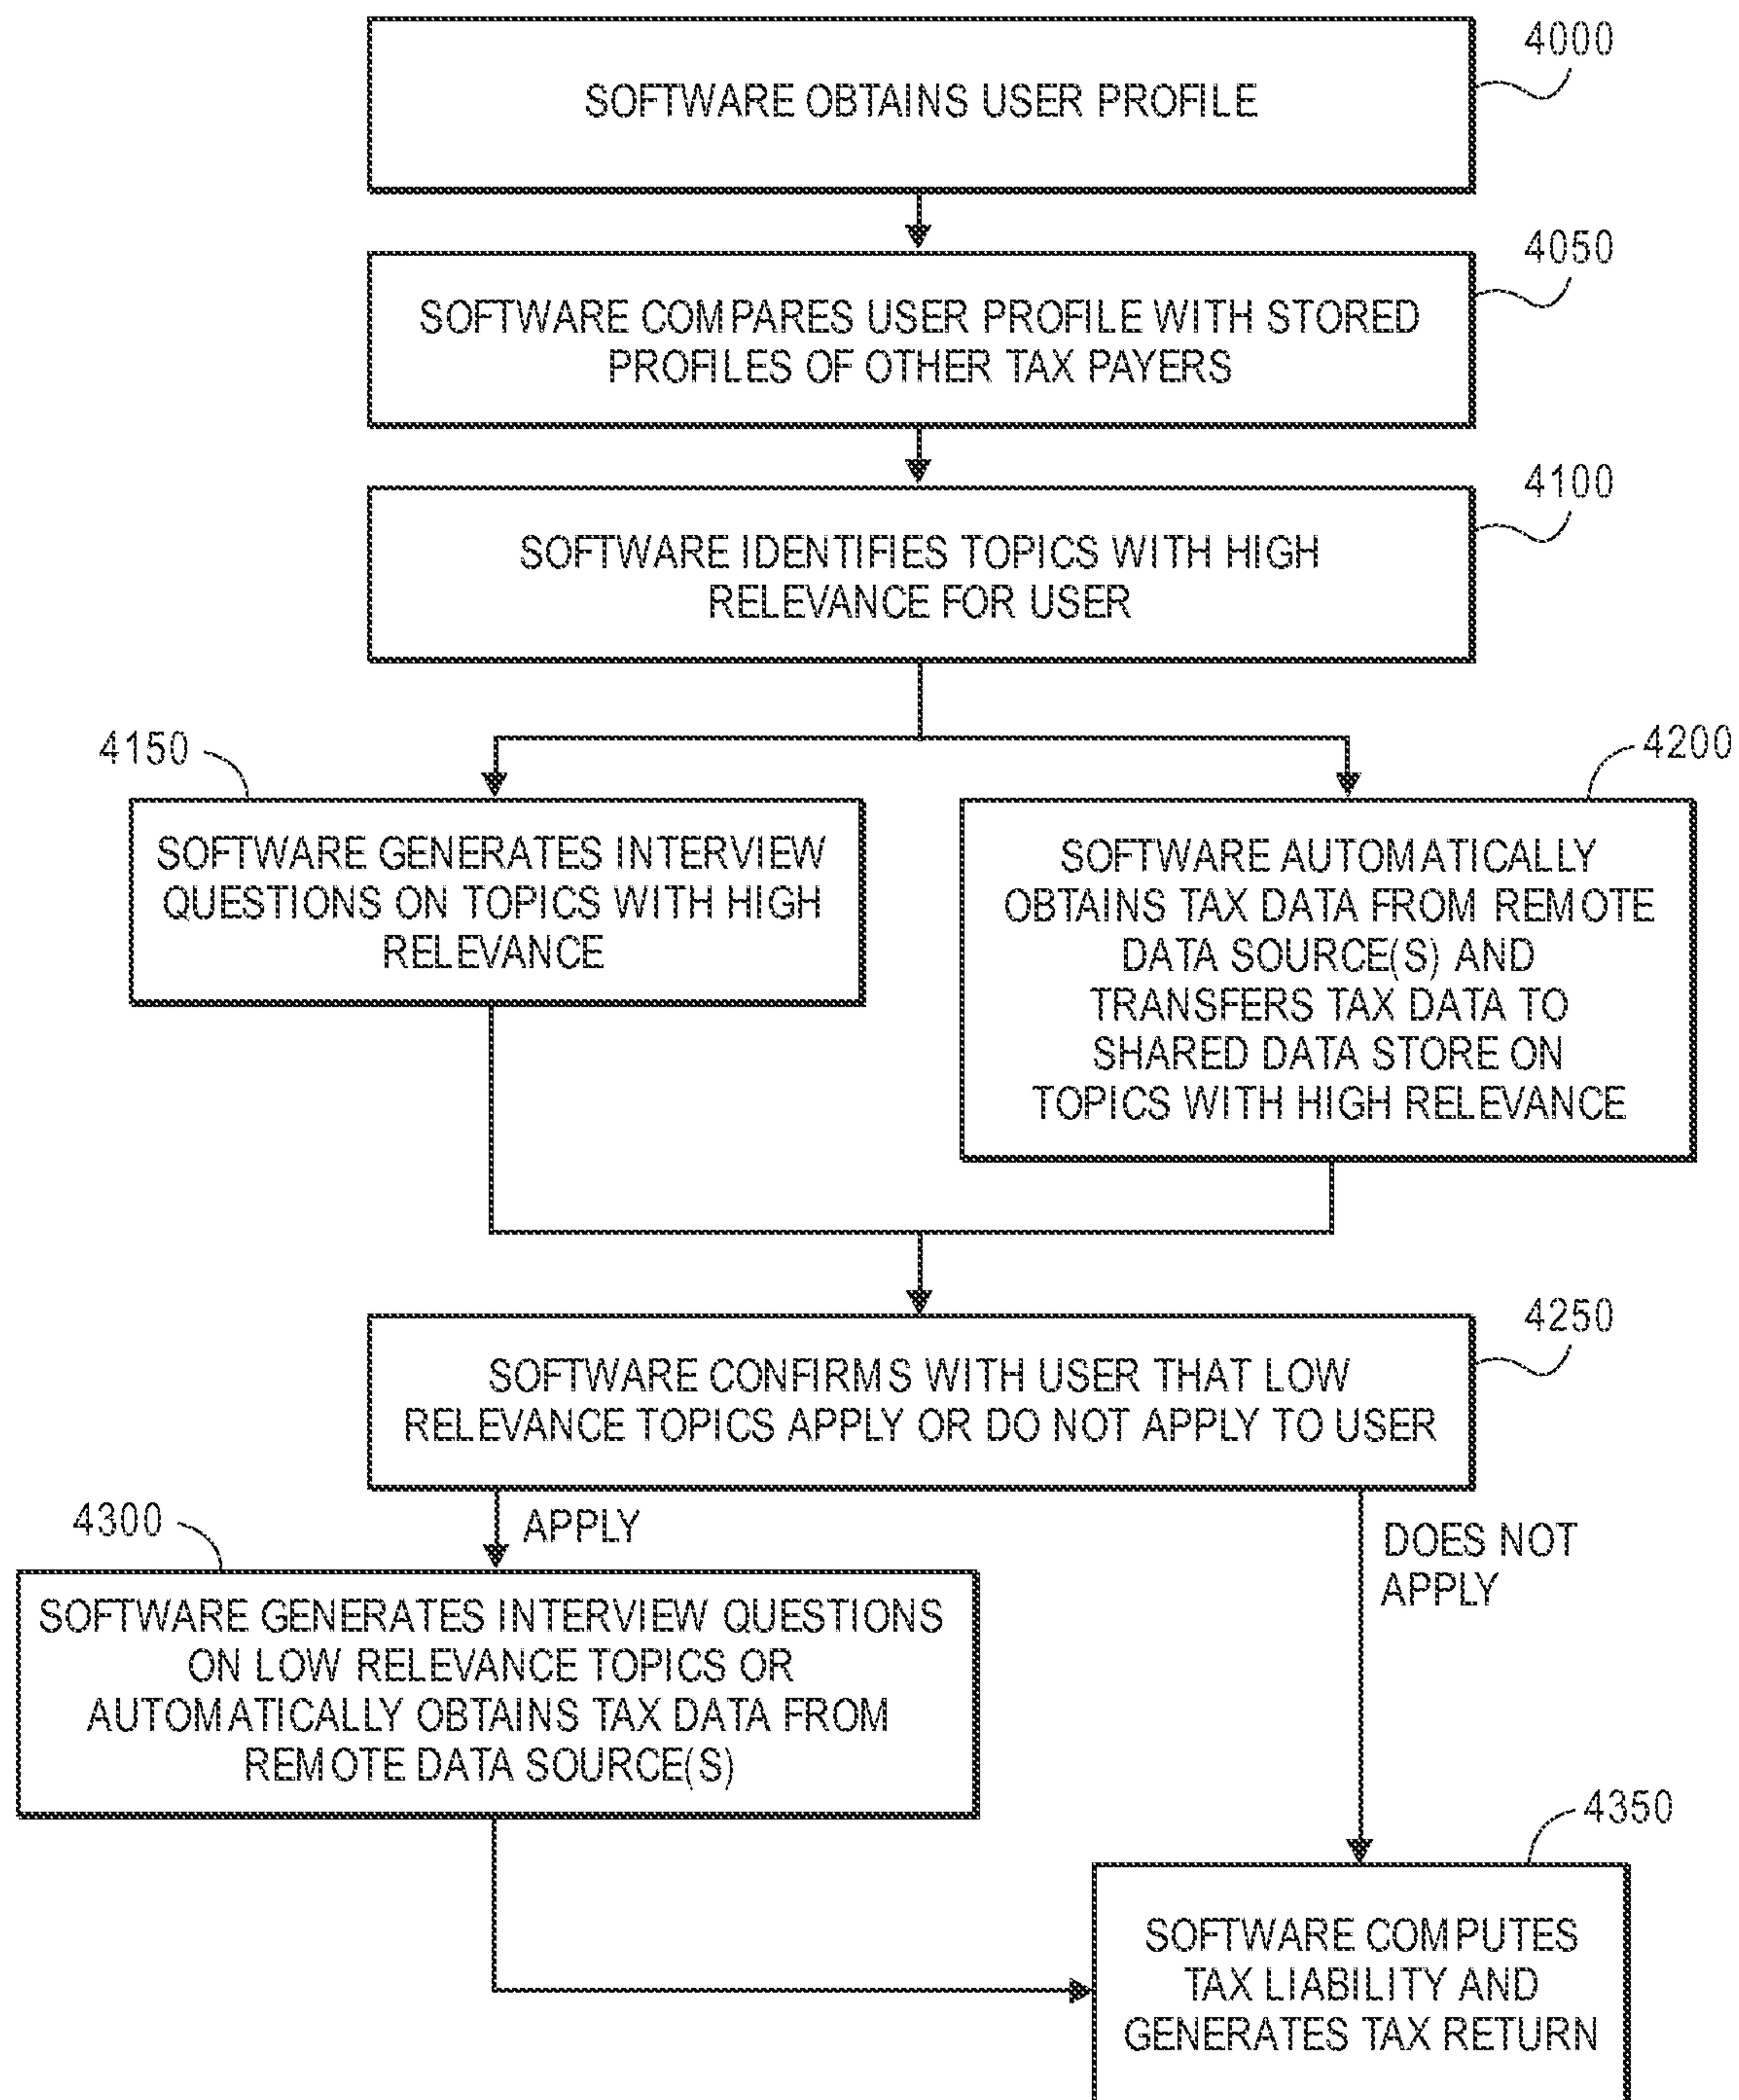 4000
SOFTWARE OBTAINS USER PROFILE
4050
SOFTWARE COMPARES USER PROFILE WITH STORED
PROFILES OF OTHER TAX PAYERS
4100
SOFTWARE IDENTIFIES TOPICS WITH HIGH
RELEVANCE FOR USER
4150
SOFTWARE GENERATES INTERVIEW
QUESTIONS ON TOPICS WITH HIGH
RELEVANCE
4200
SOFTWARE AUTOMATICALLY
OBTAINS TAX DATA FROM REMOTE
DATA SOURCE(S) AND
TRANSFERS TAX DATA TO
SHARED DATA STORE ON
TOPICS WITH HIGH RELEVANCE
4250
SOFTWARE CONFIRMS WITH USER THAT LOW
RELEVANCE TOPICS APPLY OR DO NOT APPLY TO USER
APPLY
DOES NOT
APPLY
4300
SOFTWARE GENERATES INTERVIEW QUESTIONS
ON LOW RELEVANCE TOPICS OR
AUTOMATICALLY OBTAINS TAX DATA FROM
REMOTE DATA SOURCE(S)
4350
SOFTWARE COMPUTES
TAX LIABILITY AND
GENERATES TAX RETURN